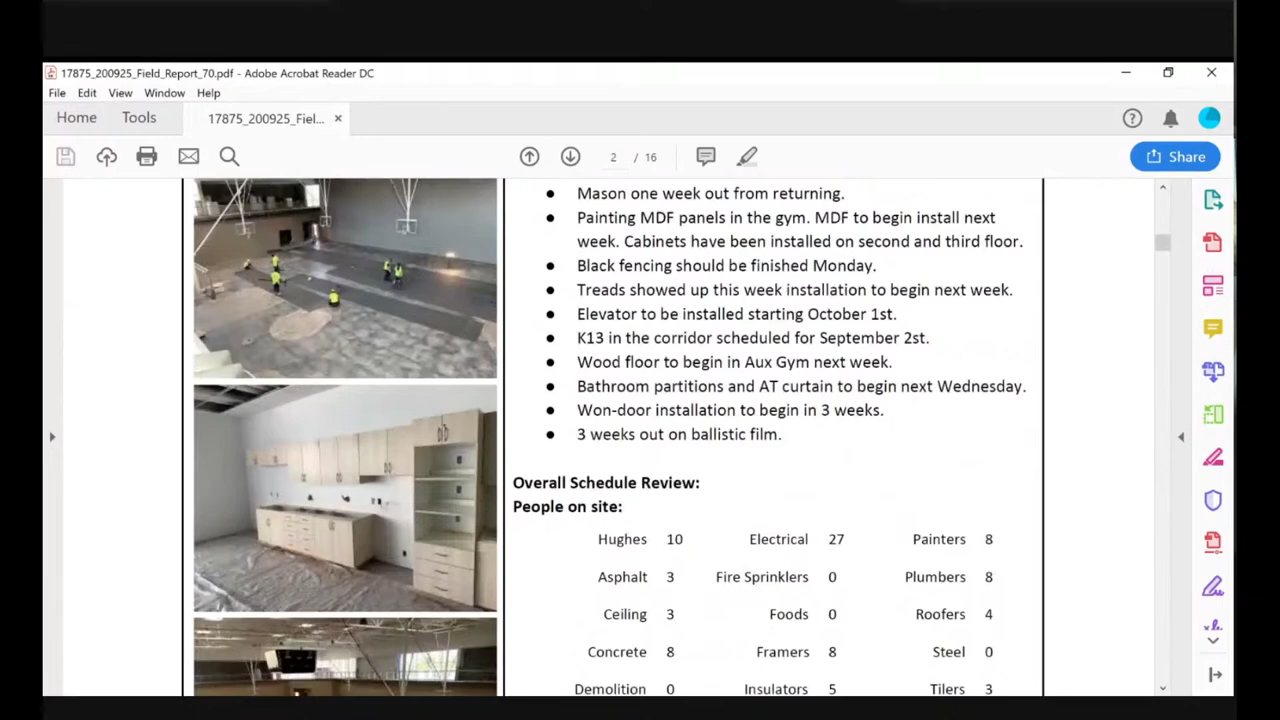 17875_200925_Field_Report_70.pdf - Adobe Acrobat Reader DC
File Edit View Window Help
Home Tools 17875_200925_Fiel... ×
2 / 16 Share
Mason one week out from returning.
Painting MDF panels in the gym. MDF to begin install next
week. Cabinets have been installed on second and third floor.
Black fencing should be finished Monday.
Treads showed up this week installation to begin next week.
Elevator to be installed starting October 1st.
K13 in the corridor scheduled for September 2st.
Wood floor to begin in Aux Gym next week.
Bathroom partitions and AT curtain to begin next Wednesday.
Won-door installation to begin in 3 weeks.
3 weeks out on ballistic film.
Overall Schedule Review:
People on site:
Hughes 10 Electrical 27 Painters 8
Asphalt 3 Fire Sprinklers 0 Plumbers 8
Ceiling 3 Foods 0 Roofers 4
Concrete 8 Framers 8 Steel 0
Demolition 0 Insulators 5 Tilers 3